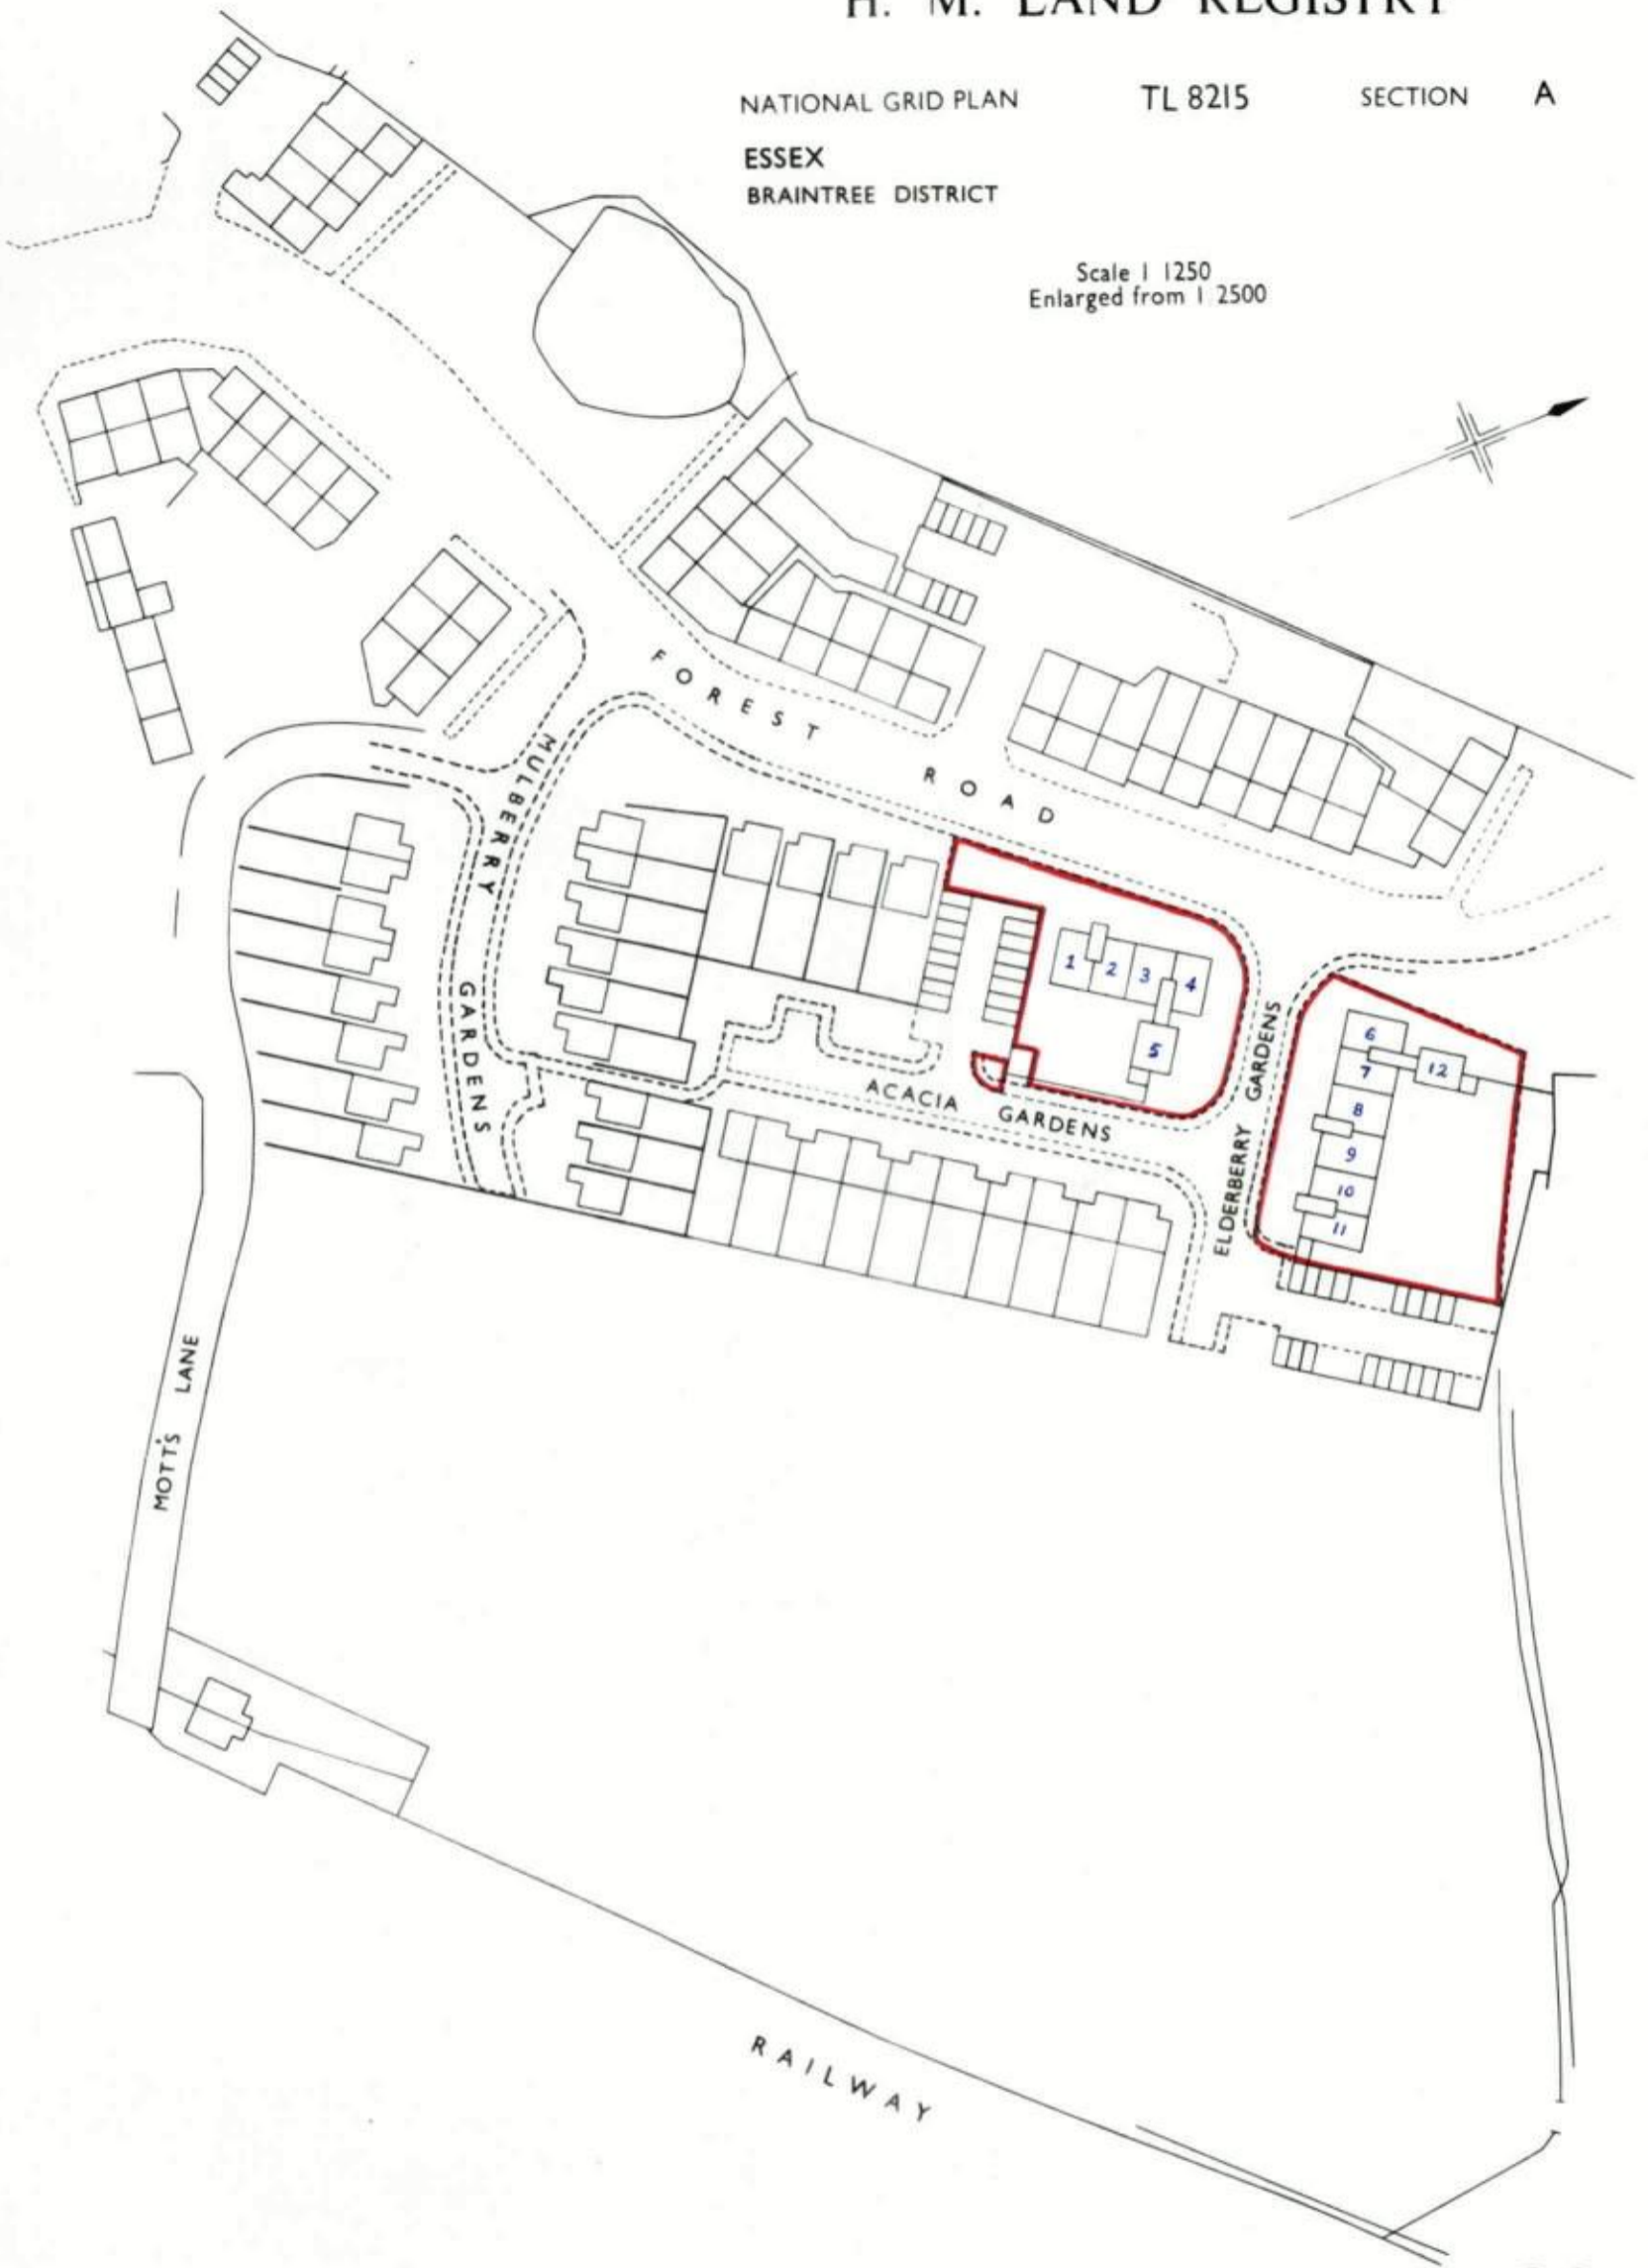 H. M. LAND REGISTRY
NATIONAL GRID PLAN TL 8215 SECTION A
ESSEX
BRAINTREE DISTRICT
Scale 1 1250
Enlarged from 1 2500
FOREST ROAD
MULBERRY GARDENS
1
2
3
4
5
6
7
12
8
9
10
11
ACACIA GARDENS
ELDERBERRY GARDENS
MOTT'S LANE
RAILWAY